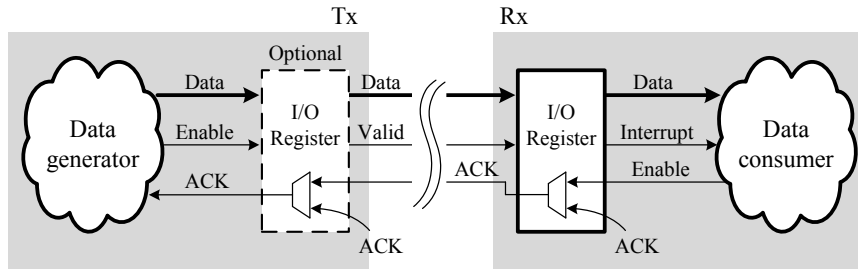 Tx
Rx
Optional
Data
Data
Data
Data
generator
I/O
Register
I/O
Register
Data
consumer
Enable
Valid
Interrupt
ACK
ACK
Enable
ACK
ACK